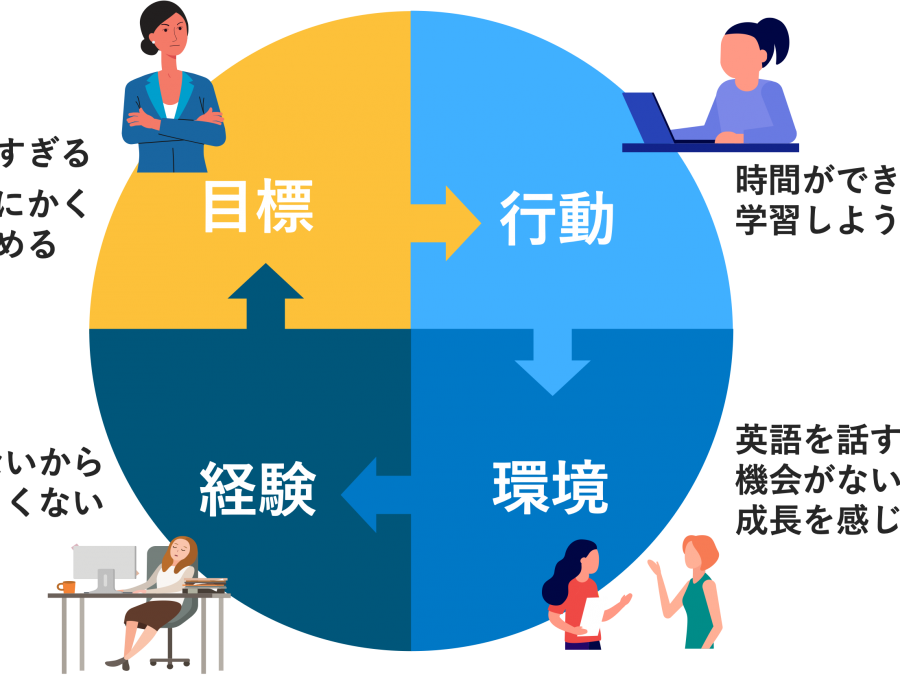 すぎる
にかく
める
目標
行動
時間ができ
学習しよう
いから
くない
経験
環境
英語を話す
機会がない
成長を感じ